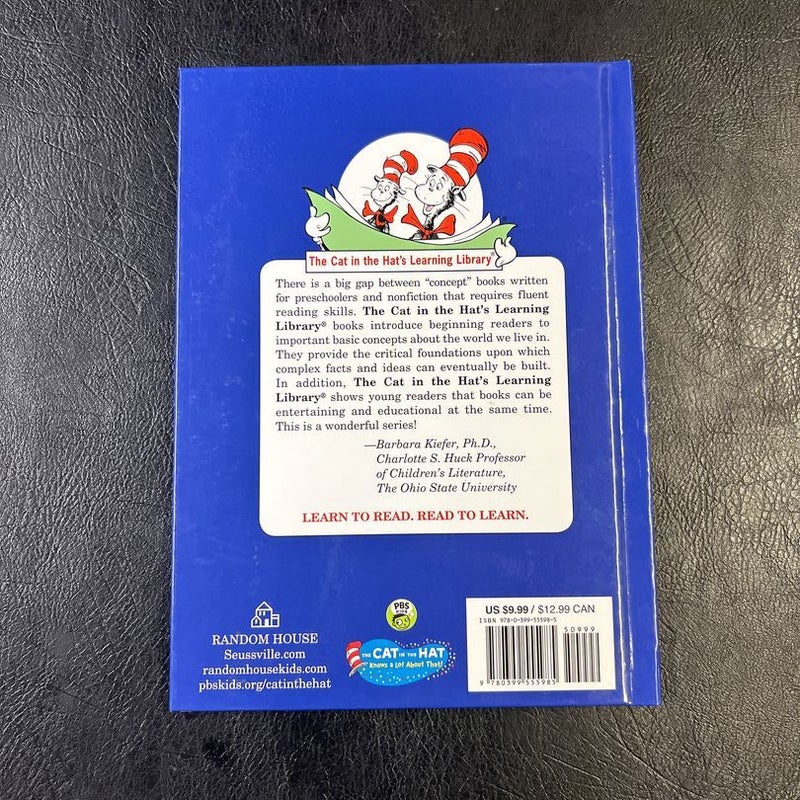 The Cat in the Hat's Learning Library®
There is a big gap between “concept” books written
for preschoolers and nonfiction that requires fluent
reading skills. The Cat in the Hat's Learning
Library® books introduce beginning readers to
important basic concepts about the world we live in.
They provide the critical foundations upon which
complex facts and ideas can eventually be built.
In addition, The Cat in the Hat's Learning
Library® shows young readers that books can be
entertaining and educational at the same time.
This is a wonderful series!
—Barbara Kiefer, Ph.D.,
Charlotte S. Huck Professor
of Children's Literature,
The Ohio State University
LEARN TO READ. READ TO LEARN.
RANDOM HOUSE
Seussville.com
randomhousekids.com
pbskids.org/catinthehat
PBS
KIDS
THE CAT IN THE HAT
Knows a Lot About That!
US $9.99 / $12.99 CAN
ISBN 978-0-399-55598-5
50999
9 780399 555985